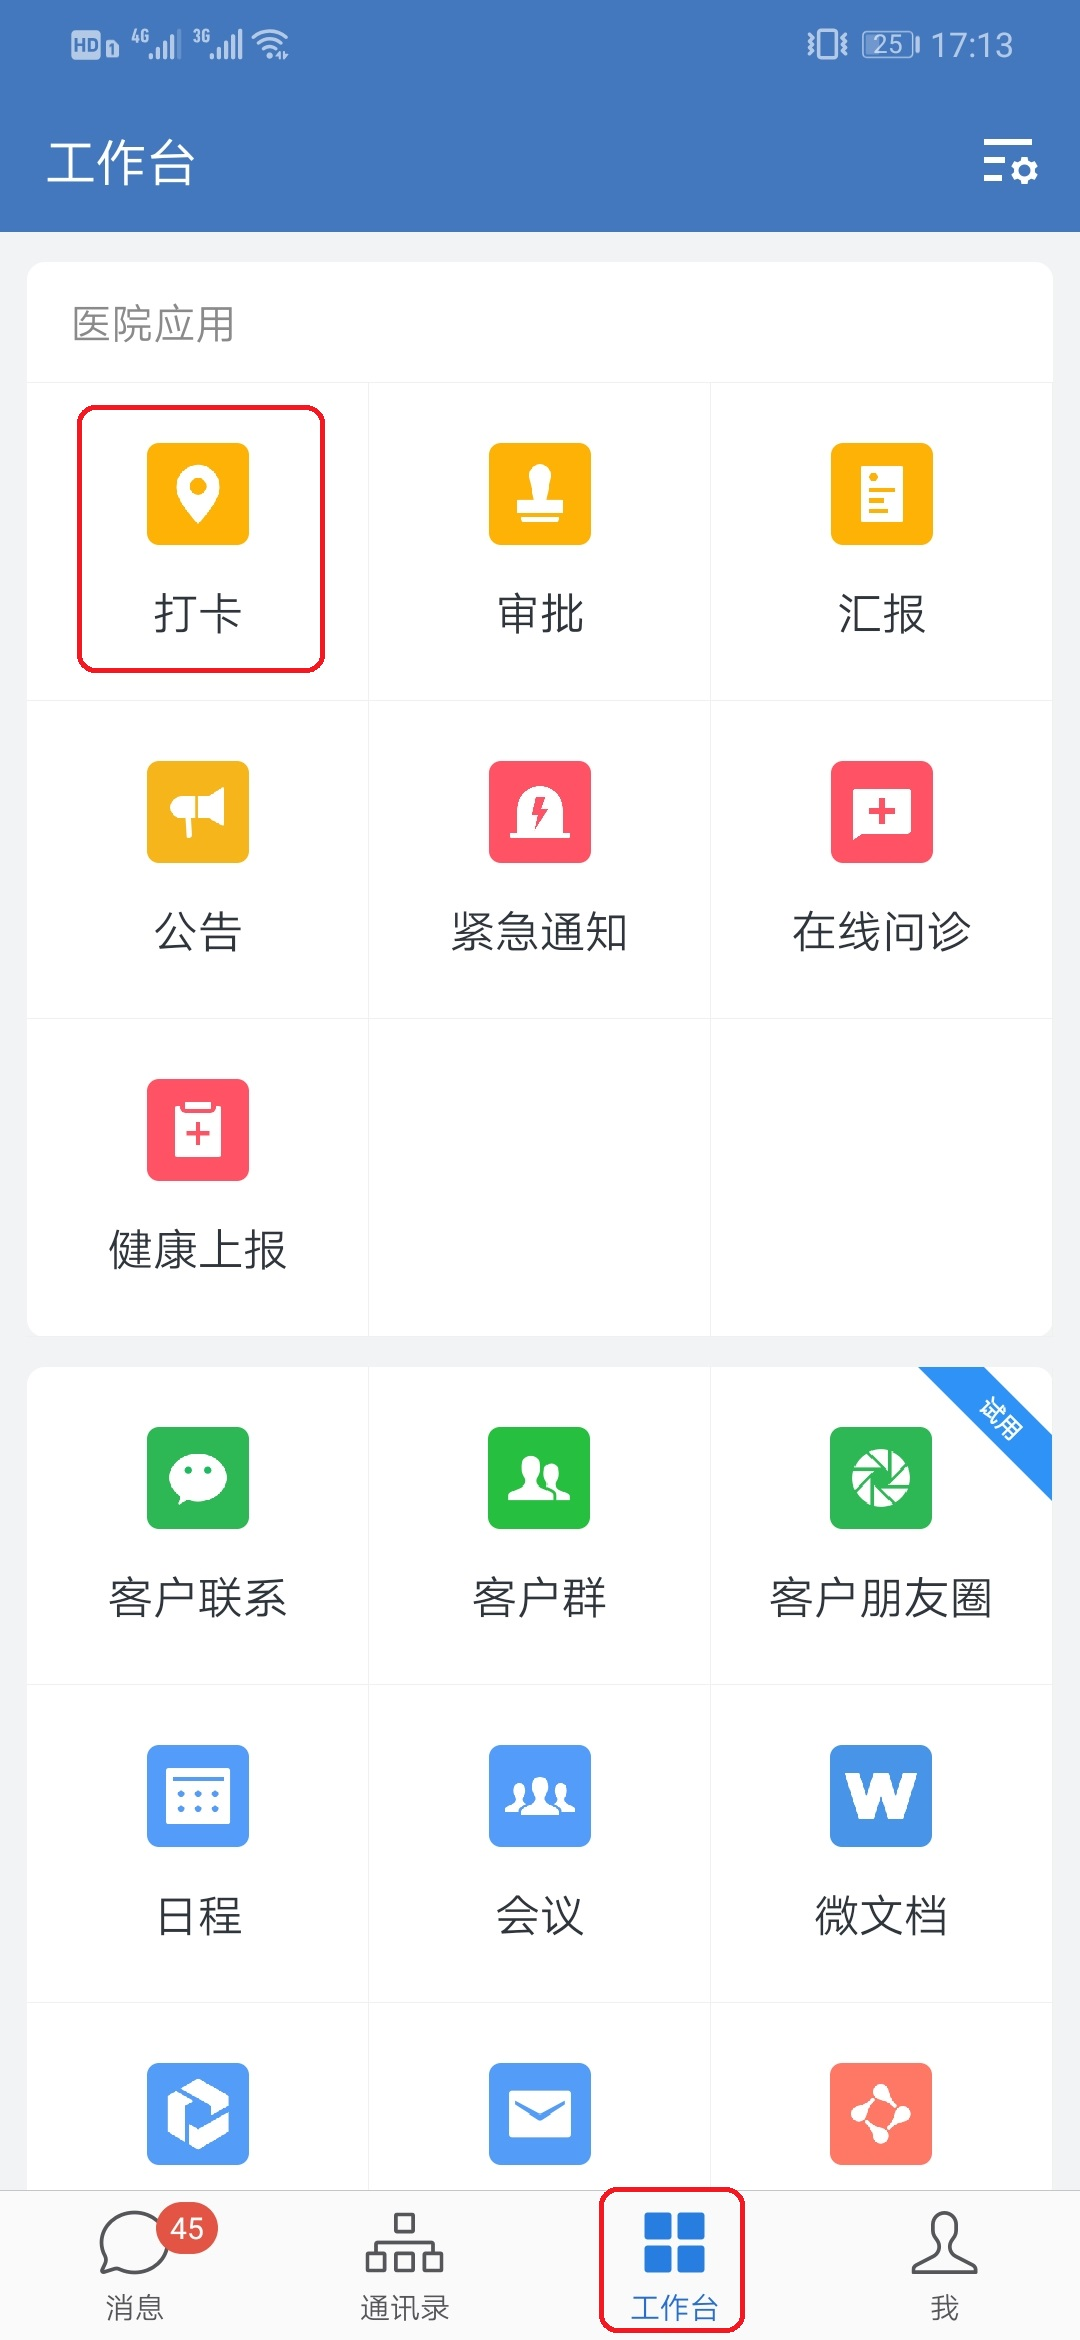 HD 1 4G 3G 25 17:13
工作台
医院应用
打卡 审批 汇报
公告 紧急通知 在线问诊
健康上报
试用
客户联系 客户群 客户朋友圈
日程 会议 微文档
45
消息 通讯录 工作台 我